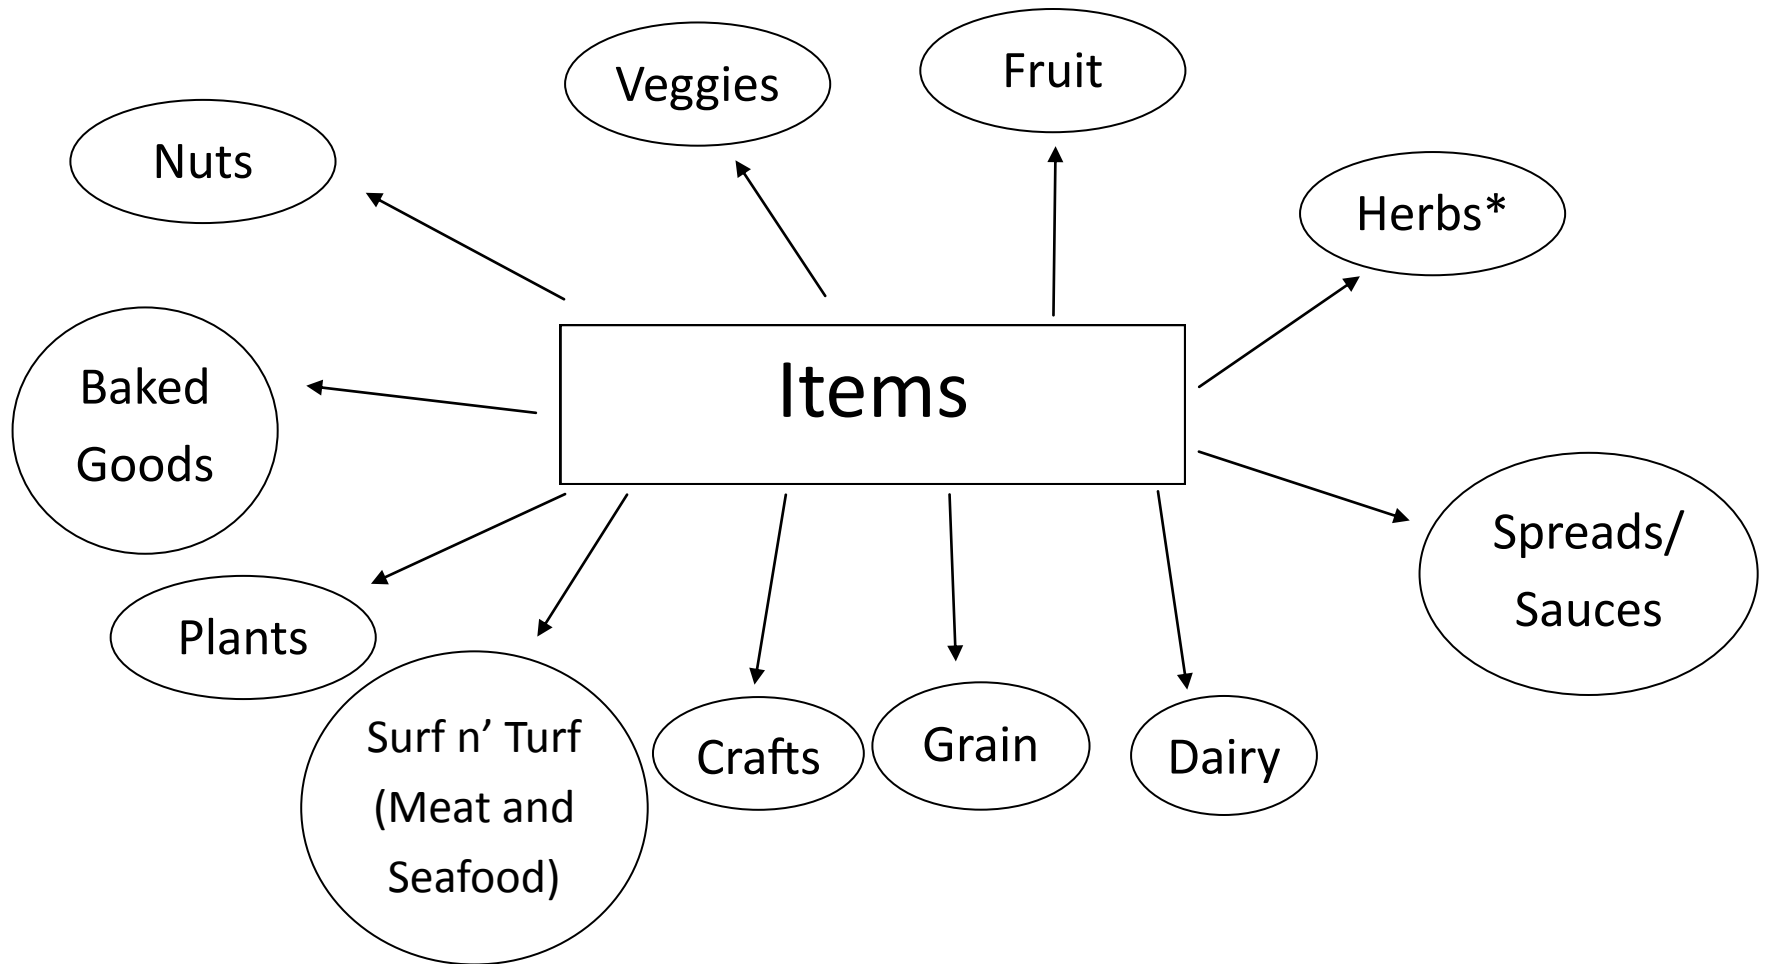 Veggies
Fruit
Nuts
Herbs*
Items
Baked
Goods
Spreads/
Sauces
Plants
Surf n’ Turf
(Meat and
Seafood)
Crafts
Grain
Dairy